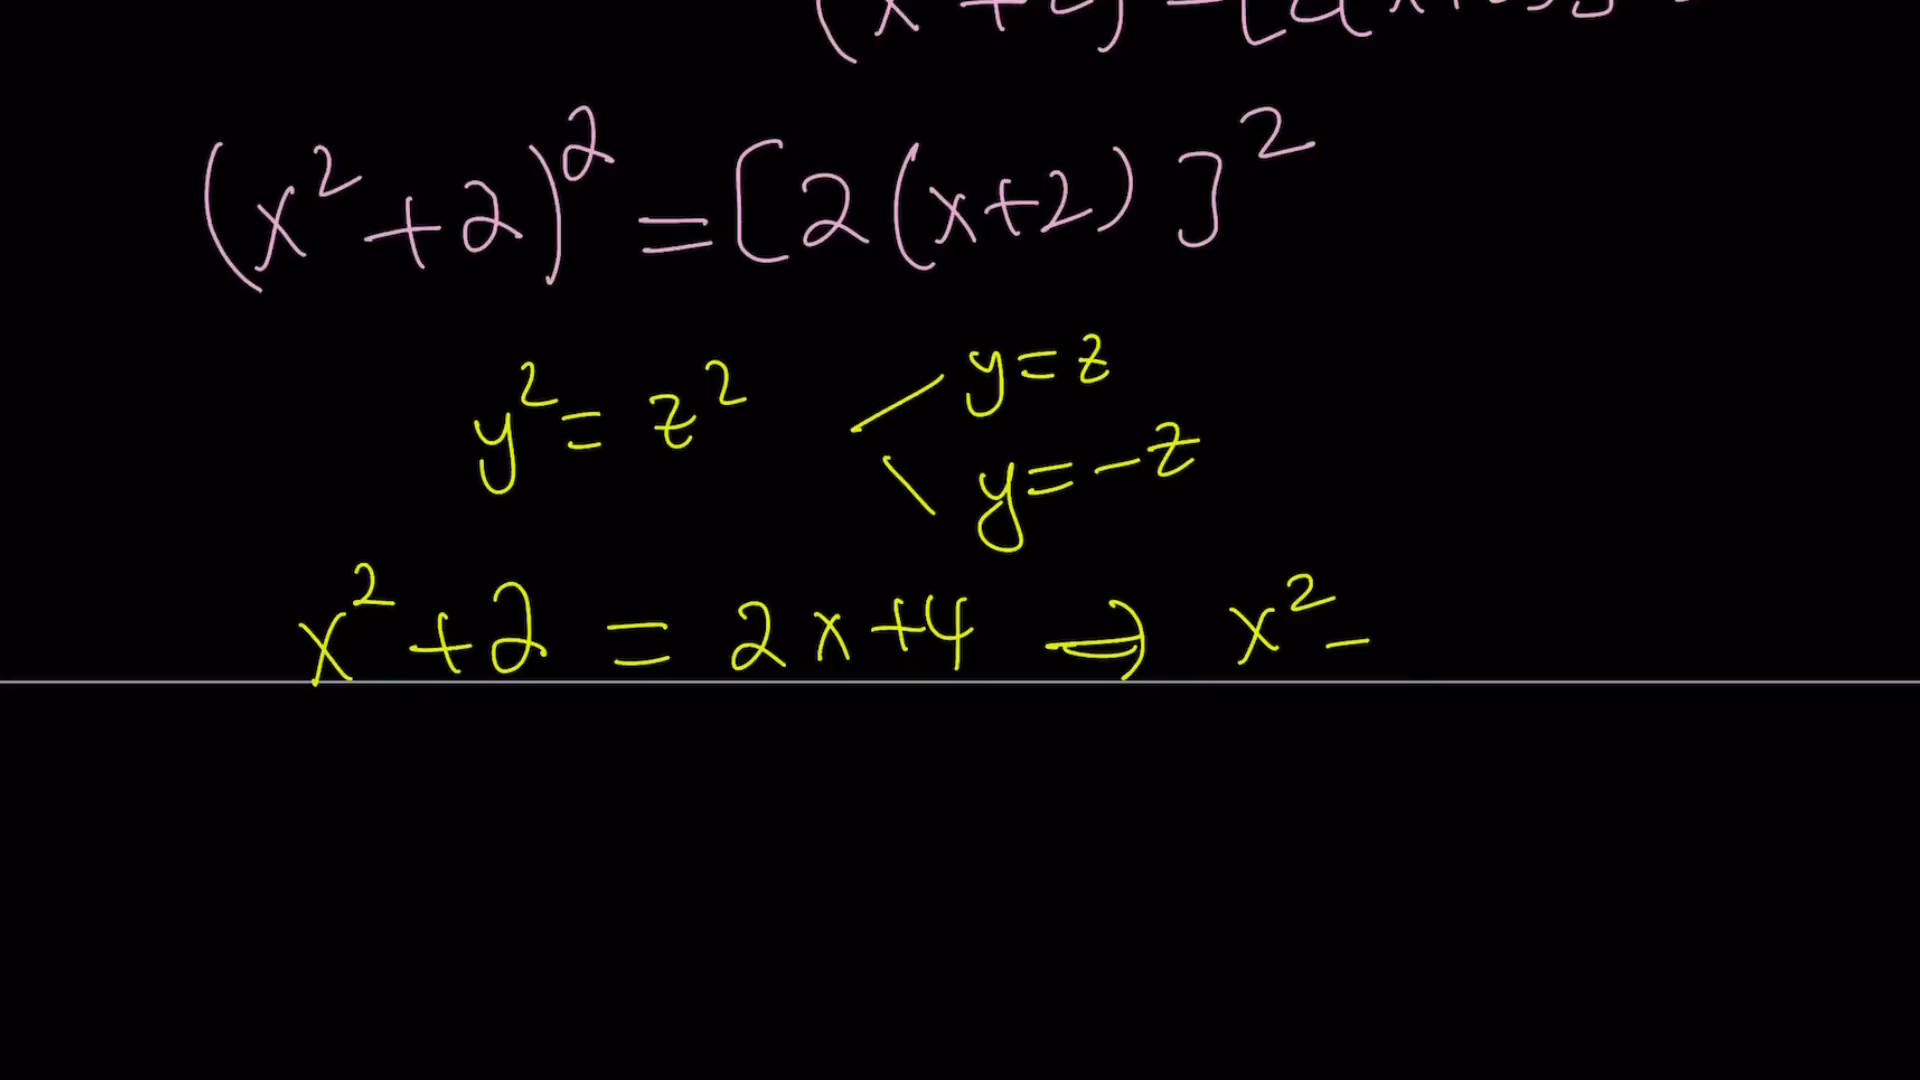 (x²+2)²=[2(x+2)]²
y²=z² y=z
y=-z
x²+2=2x+4⇒x²-